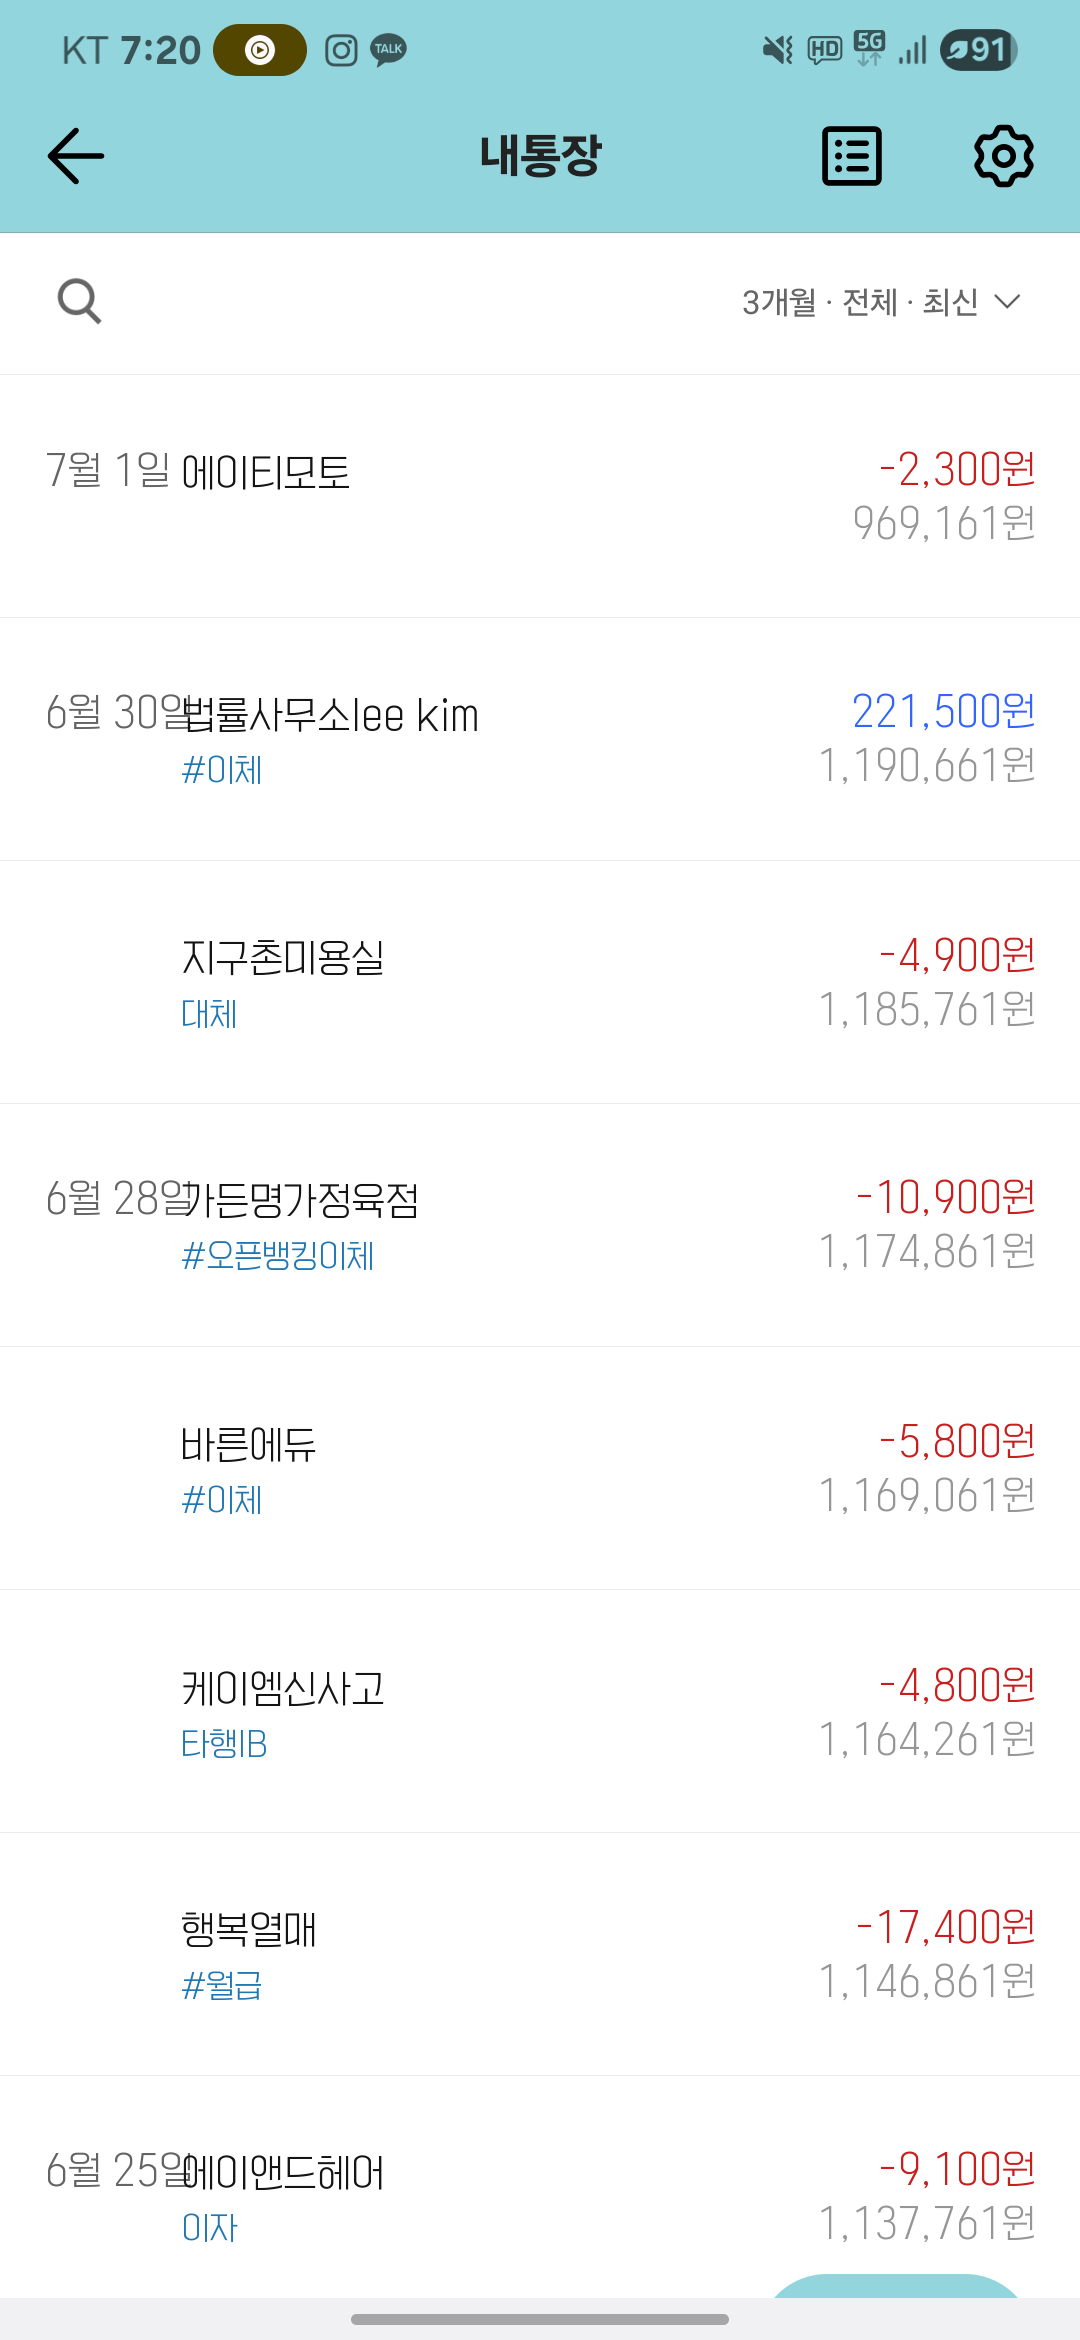 KT 7:20 TALK HD 5G 91
내통장
3개월 · 전체 · 최신
7월 1일 에이티모토 -2,300원
969,161원
6월 30일 법률사무소lee kim 221,500원
#이체 1,190,661원
지구촌미용실 -4,900원
대체 1,185,761원
6월 28일 가든명가정육점 -10,900원
#오픈뱅킹이체 1,174,861원
바른에듀 -5,800원
#이체 1,169,061원
케이엠신사고 -4,800원
타행IB 1,164,261원
행복열매 -17,400원
#월급 1,146,861원
6월 25일 에이앤드헤어 -9,100원
이자 1,137,761원